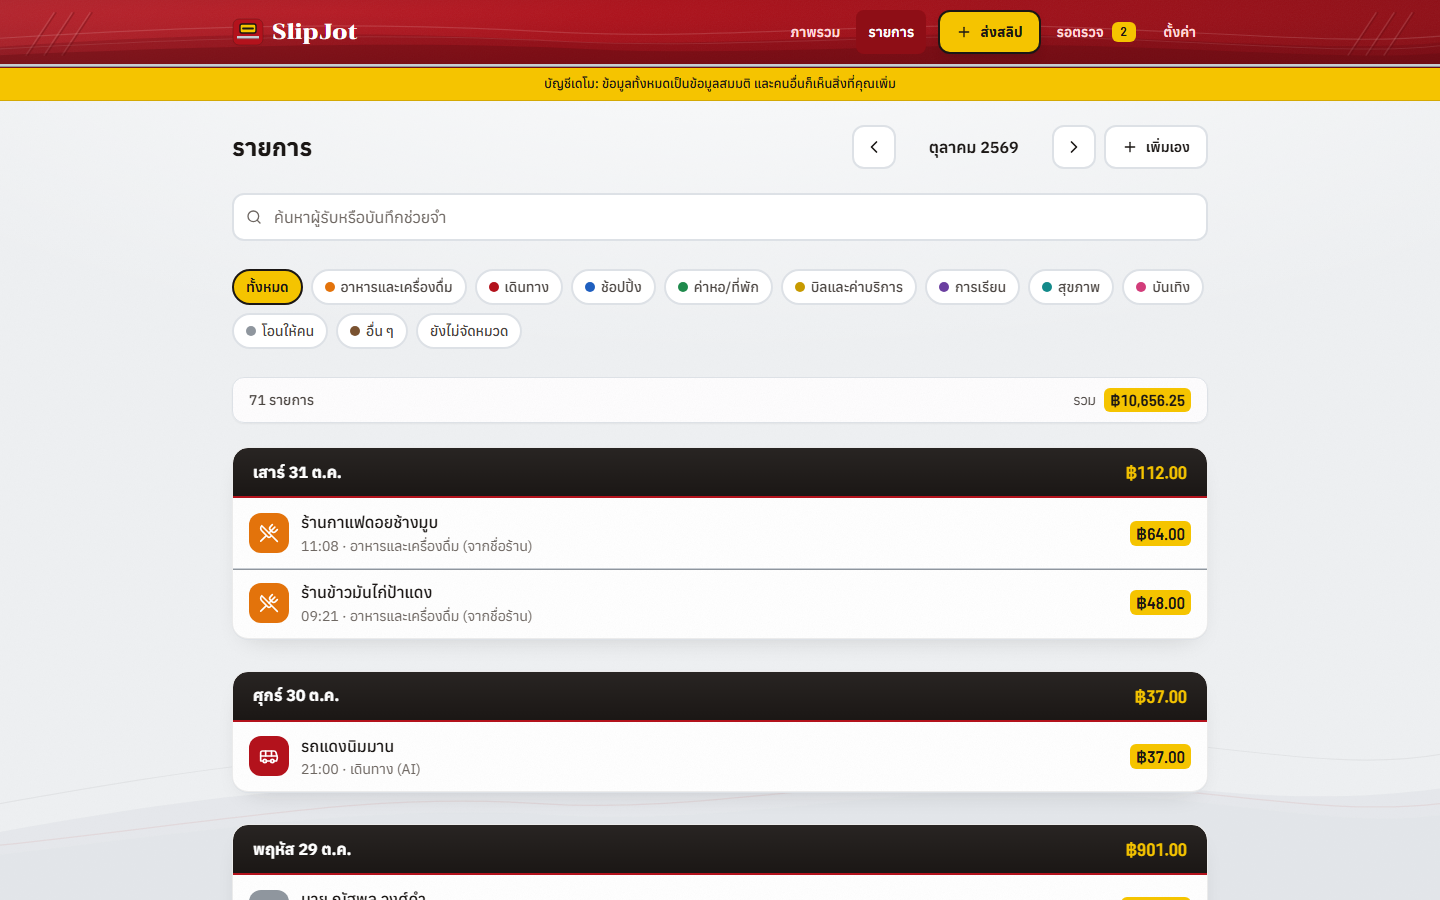 SlipJot
ภาพรวม
รายการ
+ ส่งสลิป
รอตรวจ 2
ตั้งค่า
บัญชีเดโม: ข้อมูลทั้งหมดเป็นข้อมูลสมมติ และคนอื่นก็เห็นสิ่งที่คุณเพิ่ม
รายการ
ตุลาคม 2569
+ เพิ่มเอง
ค้นหาผู้รับหรือบันทึกช่วยจำ
ทั้งหมด
อาหารและเครื่องดื่ม
เดินทาง
ช้อปปิ้ง
ค่าหอ/ที่พัก
บิลและค่าบริการ
การเรียน
สุขภาพ
บันเทิง
โอนให้คน
อื่น ๆ
ยังไม่จัดหมวด
71 รายการ
รวม ฿10,656.25
เสาร์ 31 ต.ค.
฿112.00
ร้านกาแฟดอยช้างมูบ
11:08 · อาหารและเครื่องดื่ม (จากชื่อร้าน)
฿64.00
ร้านข้าวมันไก่ป้าแดง
09:21 · อาหารและเครื่องดื่ม (จากชื่อร้าน)
฿48.00
ศุกร์ 30 ต.ค.
฿37.00
รถแดงนิมมาน
21:00 · เดินทาง (AI)
฿37.00
พฤหัส 29 ต.ค.
฿901.00
นาย